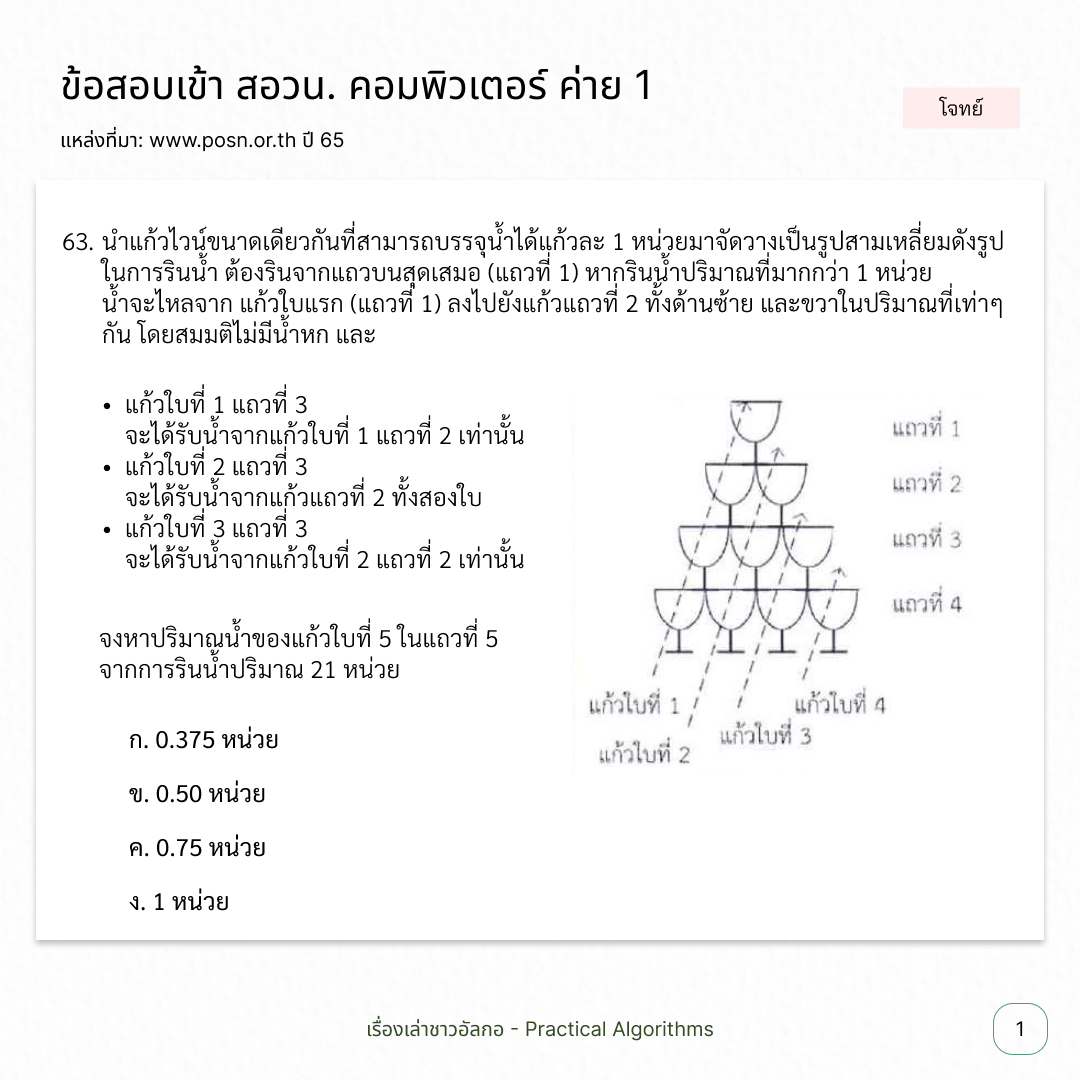 ข้อสอบเข้า สอวน. คอมพิวเตอร์ ค่าย 1
โจทย์
แหล่งที่มา: www.posn.or.th ปี 65
63. นำแก้วไวน์ขนาดเดียวกันที่สามารถบรรจุน้ำได้แก้วละ 1 หน่วยมาจัดวางเป็นรูปสามเหลี่ยมดังรูป
ในการรินน้ำ ต้องรินจากแถวบนสุดเสมอ (แถวที่ 1) หากรินน้ำปริมาณที่มากกว่า 1 หน่วย
น้ำจะไหลจาก แก้วใบแรก (แถวที่ 1) ลงไปยังแก้วแถวที่ 2 ทั้งด้านซ้าย และขวาในปริมาณที่เท่าๆ
กัน โดยสมมติไม่มีน้ำหก และ
• แก้วใบที่ 1 แถวที่ 3
จะได้รับน้ำจากแก้วใบที่ 1 แถวที่ 2 เท่านั้น
• แก้วใบที่ 2 แถวที่ 3
จะได้รับน้ำจากแก้วแถวที่ 2 ทั้งสองใบ
• แก้วใบที่ 3 แถวที่ 3
จะได้รับน้ำจากแก้วใบที่ 2 แถวที่ 2 เท่านั้น
จงหาปริมาณน้ำของแก้วใบที่ 5 ในแถวที่ 5
จากการรินน้ำปริมาณ 21 หน่วย
ก. 0.375 หน่วย
ข. 0.50 หน่วย
ค. 0.75 หน่วย
ง. 1 หน่วย
แถวที่ 1
แถวที่ 2
แถวที่ 3
แถวที่ 4
แก้วใบที่ 1
แก้วใบที่ 2
แก้วใบที่ 3
แก้วใบที่ 4
เรื่องเล่าชาวอัลกอ - Practical Algorithms
1